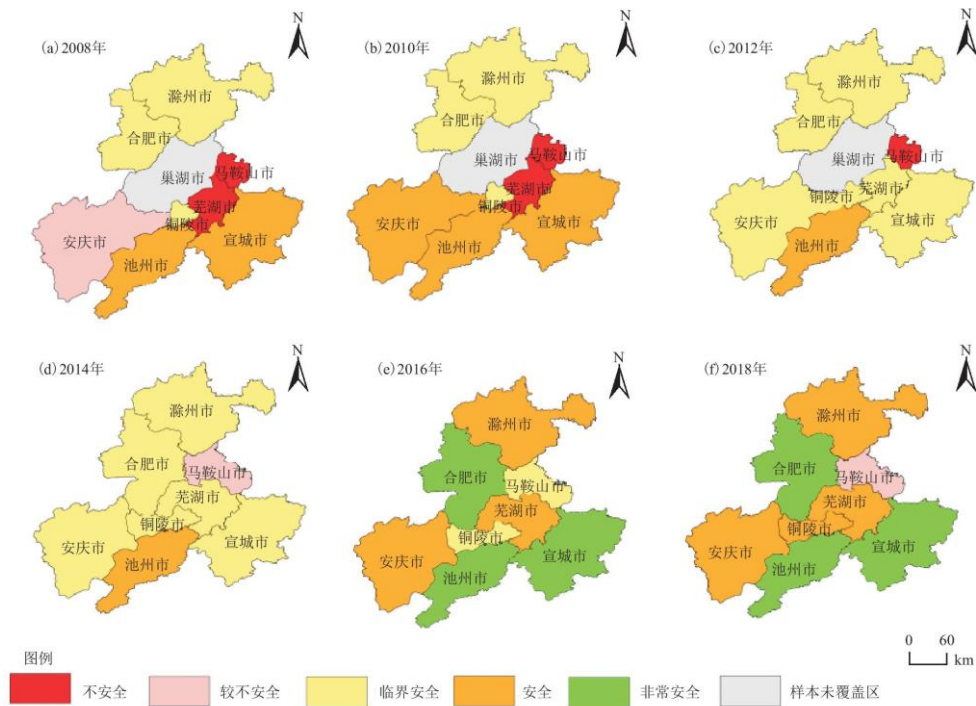 (a)2008年
N
滁州市
合肥市
巢湖市
马鞍山市
芜湖市
铜陵市
安庆市
池州市
宣城市
(b)2010年
N
滁州市
合肥市
巢湖市
马鞍山市
芜湖市
铜陵市
安庆市
池州市
宣城市
(c)2012年
N
滁州市
合肥市
巢湖市
马鞍山市
芜湖市
铜陵市
安庆市
池州市
宣城市
(d)2014年
N
滁州市
合肥市
马鞍山市
芜湖市
铜陵市
安庆市
池州市
宣城市
(e)2016年
N
滁州市
合肥市
马鞍山市
芜湖市
铜陵市
安庆市
池州市
宣城市
(f)2018年
N
滁州市
合肥市
马鞍山市
芜湖市
铜陵市
安庆市
池州市
宣城市
0 60
km
图例
不安全 较不安全 临界安全 安全 非常安全 样本未覆盖区